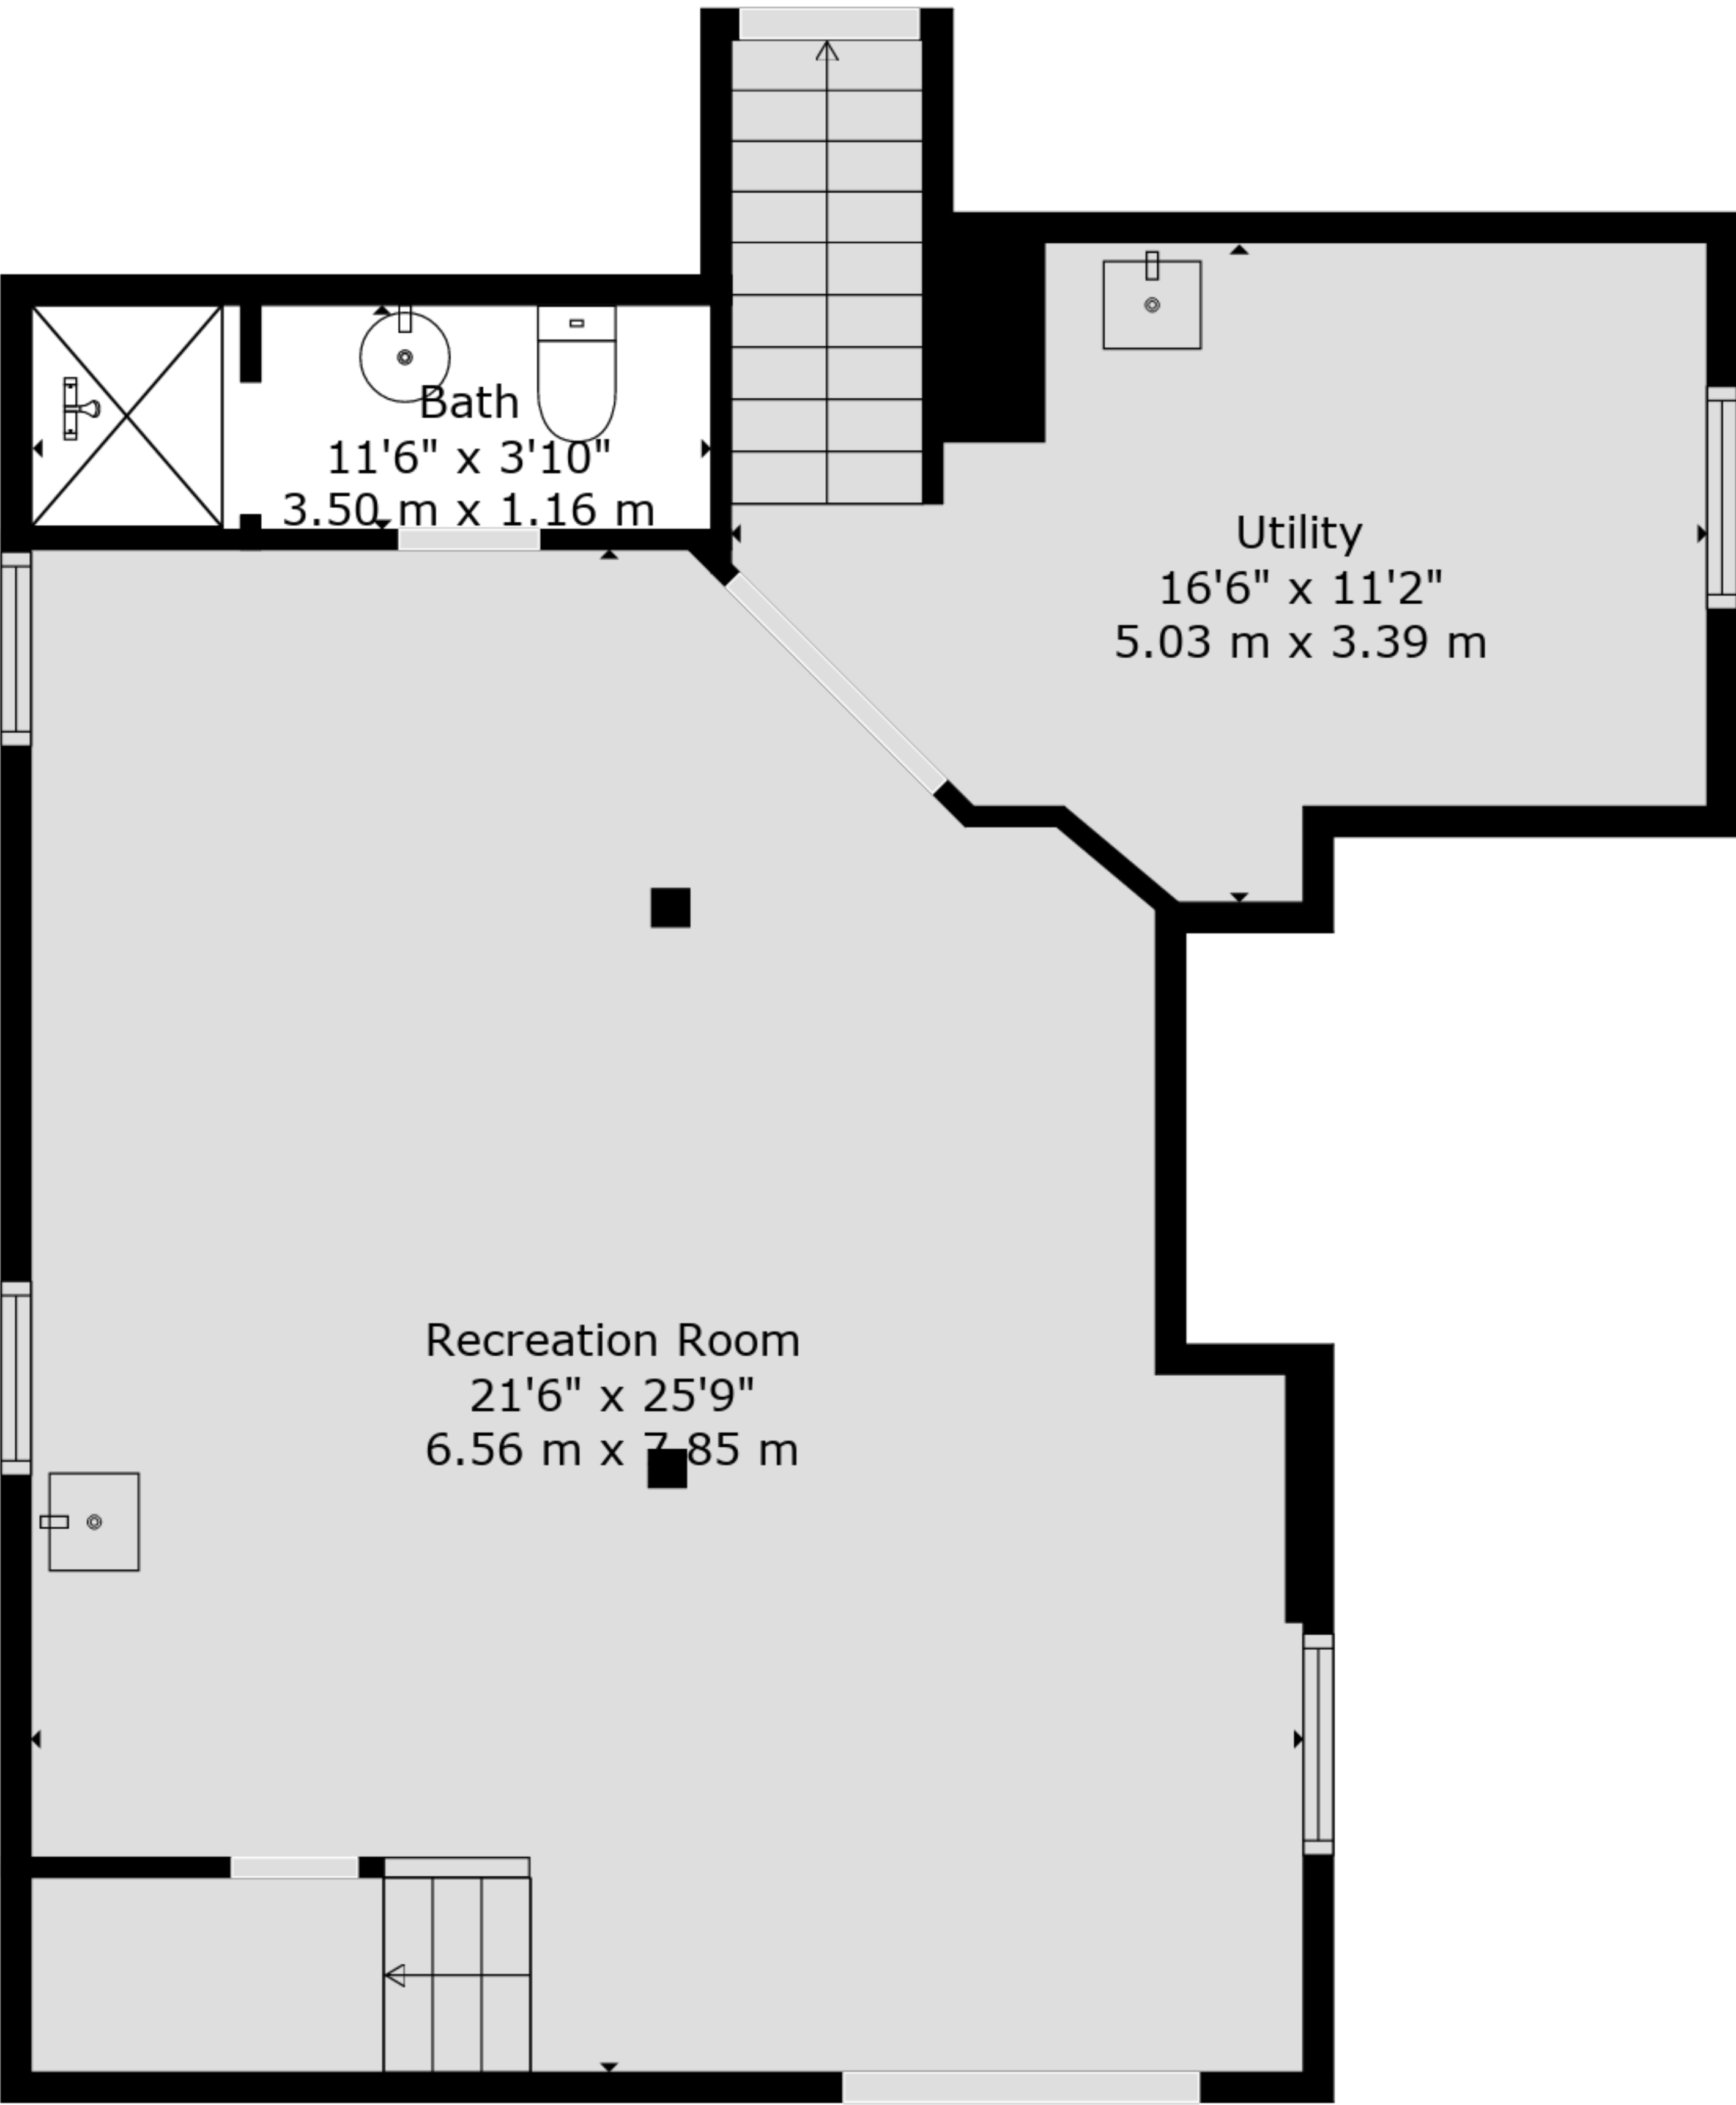 Bath
11'6" x 3'10"
3.50 m x 1.16 m
Utility
16'6" x 11'2"
5.03 m x 3.39 m
Recreation Room
21'6" x 25'9"
6.56 m x 7.85 m